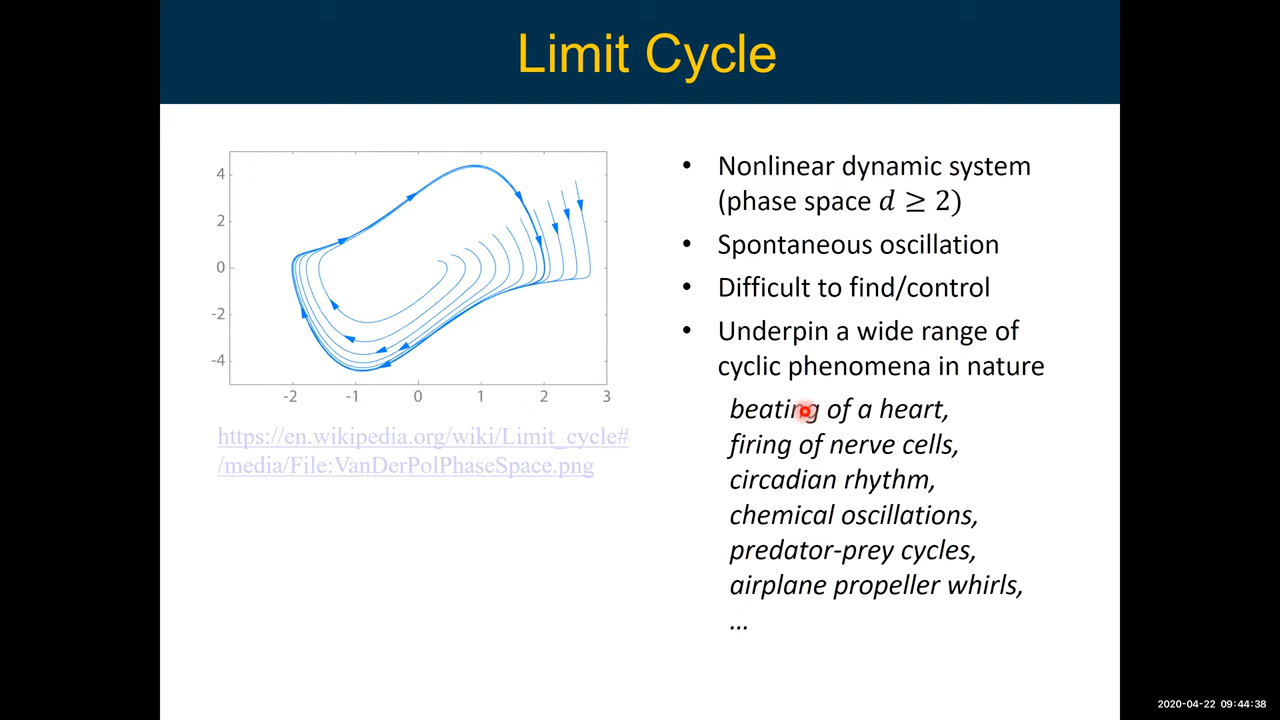 Limit Cycle
4
2
0
-2
-4
-2 -1 0 1 2 3
https://en.wikipedia.org/wiki/Limit_cycle#
/media/File:VanDerPolPhaseSpace.png
• Nonlinear dynamic system
(phase space d ≥ 2)
• Spontaneous oscillation
• Difficult to find/control
• Underpin a wide range of
cyclic phenomena in nature
beating of a heart,
firing of nerve cells,
circadian rhythm,
chemical oscillations,
predator-prey cycles,
airplane propeller whirls,
...
2020-04-22 09:44:38